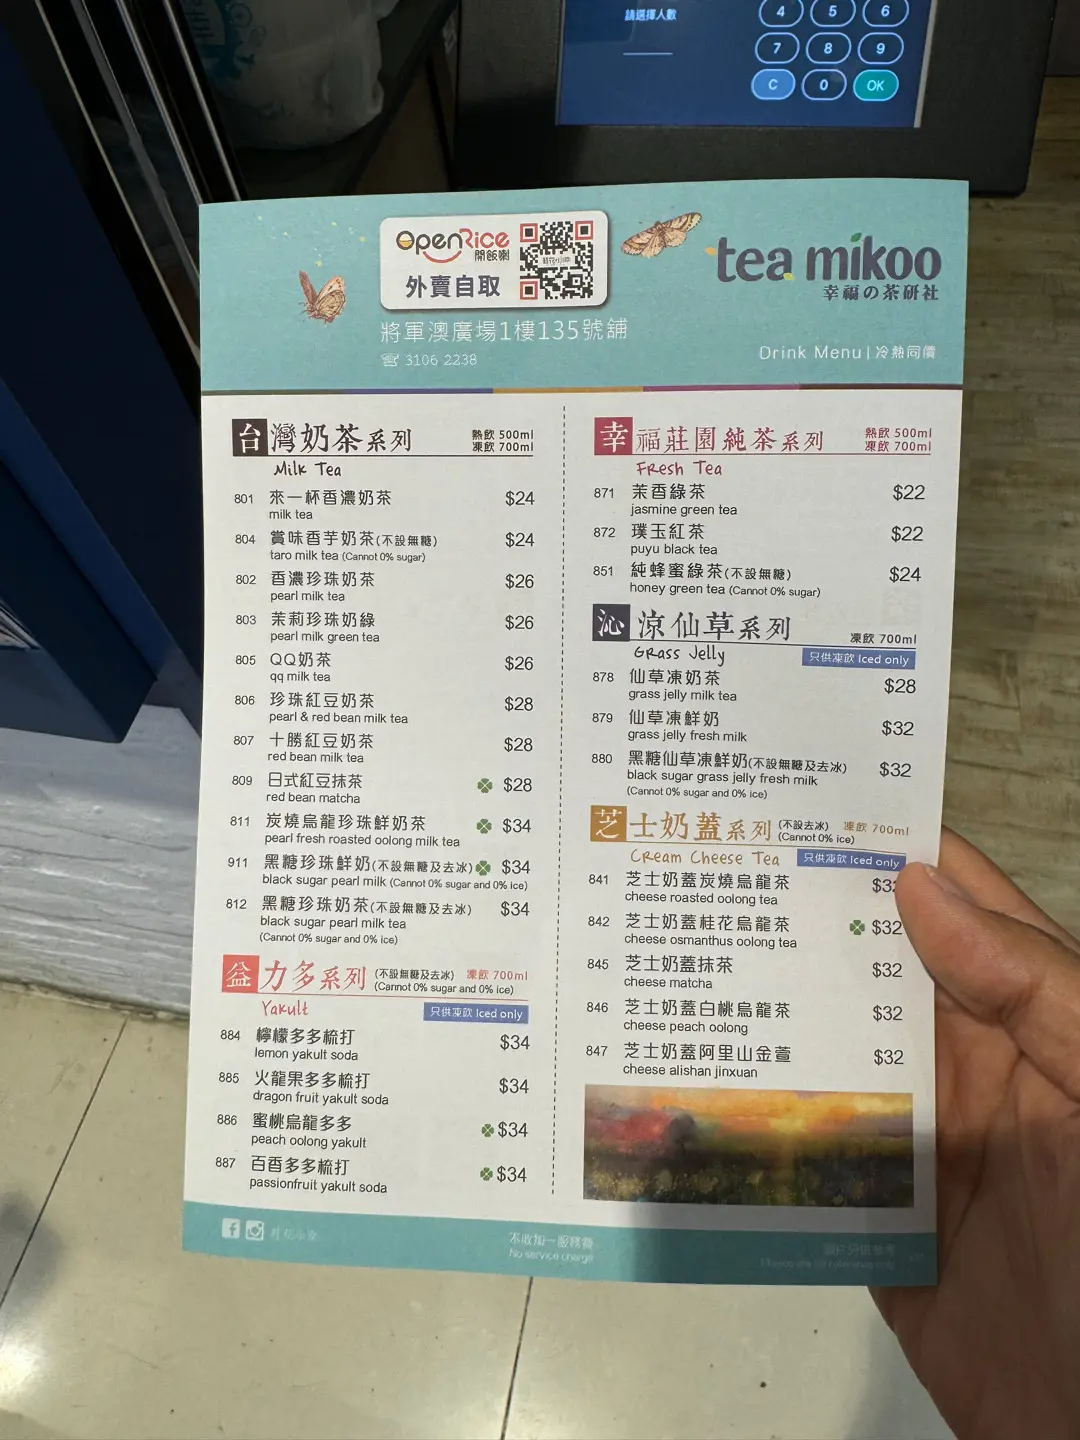 請選擇人數
4 5 6
7 8 9
C 0 OK
OpenRice
開飯喇
外賣自取
tea mikoo
幸福の茶研社
將軍澳廣場1樓135號舖
☏ 3106 2238
Drink Menu | 冷熱同價
台灣奶茶系列
熱飲 500ml
凍飲 700ml
Milk Tea
801 來一杯香濃奶茶 $24
milk tea
804 賞味香芋奶茶(不設無糖) $24
taro milk tea (Cannot 0% sugar)
802 香濃珍珠奶茶 $26
pearl milk tea
803 茉莉珍珠奶綠 $26
pearl milk green tea
805 QQ奶茶 $26
qq milk tea
806 珍珠紅豆奶茶 $28
pearl & red bean milk tea
807 十勝紅豆奶茶 $28
red bean milk tea
809 日式紅豆抹茶 $28
red bean matcha
811 炭燒烏龍珍珠鮮奶茶 $34
pearl fresh roasted oolong milk tea
911 黑糖珍珠鮮奶(不設無糖及去冰) $34
black sugar pearl milk (Cannot 0% sugar and 0% ice)
812 黑糖珍珠奶茶(不設無糖及去冰) $34
black sugar pearl milk tea
(Cannot 0% sugar and 0% ice)
益力多系列 (不設無糖及去冰) 凍飲 700ml
(Cannot 0% sugar and 0% ice)
Yakult
只供凍飲 Iced only
884 檸檬多多梳打 $34
lemon yakult soda
885 火龍果多多梳打 $34
dragon fruit yakult soda
886 蜜桃烏龍多多 $34
peach oolong yakult
887 百香多多梳打 $34
passionfruit yakult soda
幸福莊園純茶系列
熱飲 500ml
凍飲 700ml
Fresh Tea
871 茉香綠茶 $22
jasmine green tea
872 璞玉紅茶 $22
puyu black tea
851 純蜂蜜綠茶(不設無糖) $24
honey green tea (Cannot 0% sugar)
沁涼仙草系列 凍飲 700ml
Grass Jelly
只供凍飲 Iced only
878 仙草凍奶茶 $28
grass jelly milk tea
879 仙草凍鮮奶 $32
grass jelly fresh milk
880 黑糖仙草凍鮮奶(不設無糖及去冰) $32
black sugar grass jelly fresh milk
(Cannot 0% sugar and 0% ice)
芝士奶蓋系列 (不設去冰) 凍飲 700ml
(Cannot 0% ice)
Cream Cheese Tea
只供凍飲 Iced only
841 芝士奶蓋炭燒烏龍茶 $32
cheese roasted oolong tea
842 芝士奶蓋桂花烏龍茶 $32
cheese osmanthus oolong tea
845 芝士奶蓋抹茶 $32
cheese matcha
846 芝士奶蓋白桃烏龍茶 $32
cheese peach oolong
847 芝士奶蓋阿里山金萱 $32
cheese alishan jinxuan
不收加一服務費
No service charge